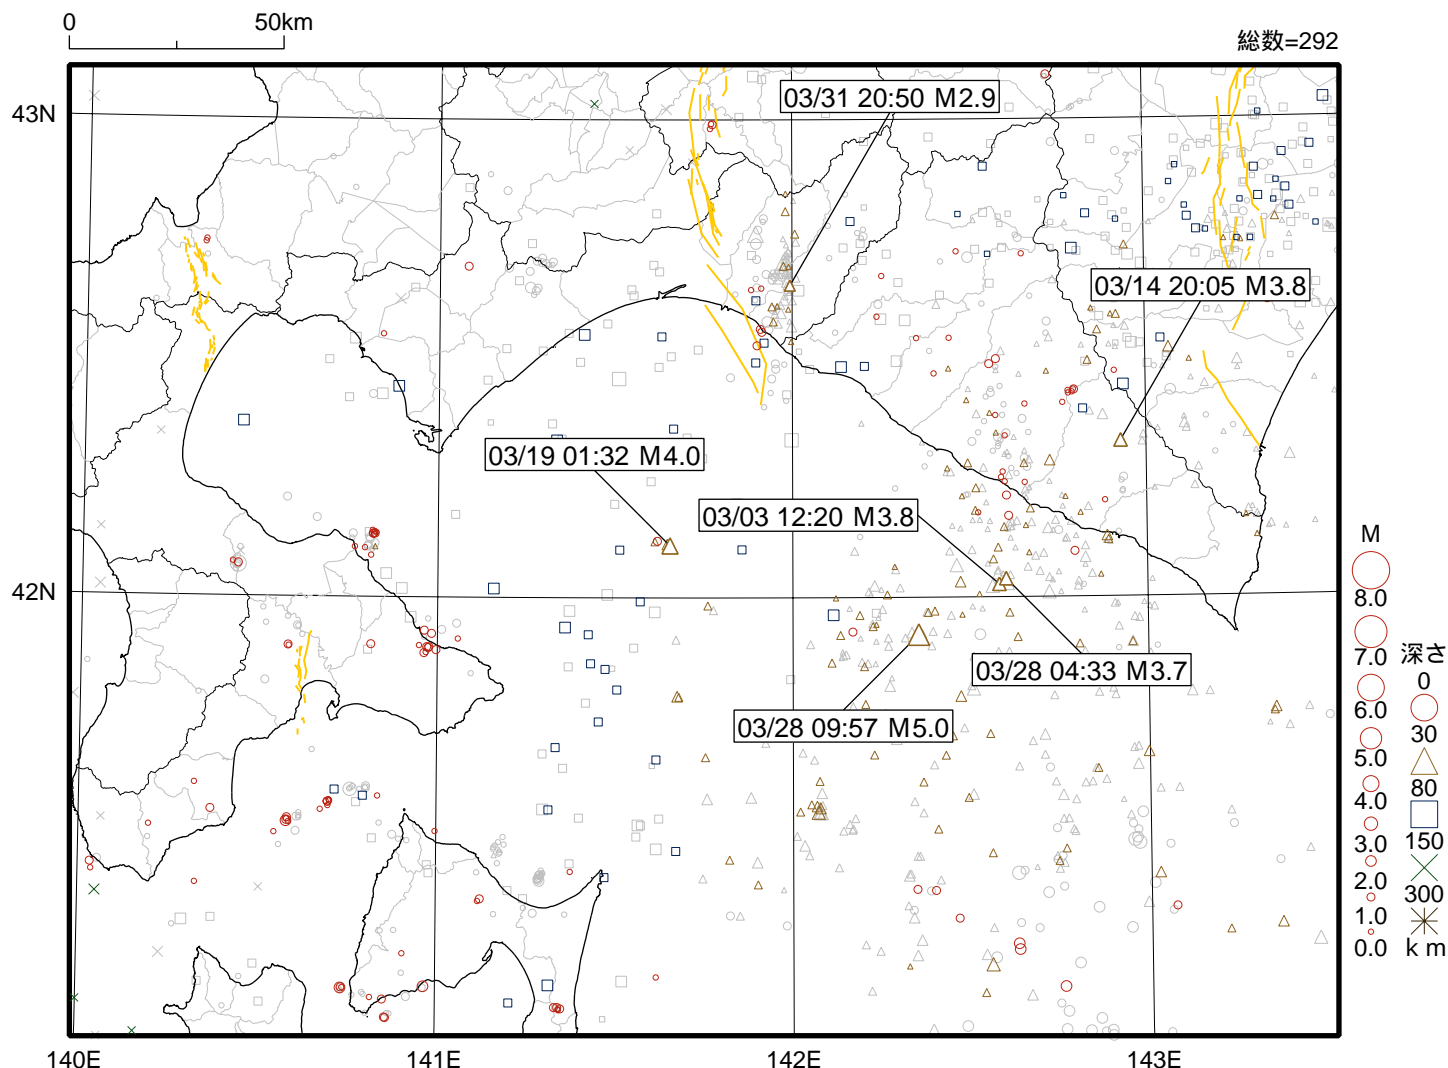 0 50km
総数=292
43N
42N
03/31 20:50 M2.9
03/14 20:05 M3.8
03/19 01:32 M4.0
03/03 12:20 M3.8
03/28 04:33 M3.7
03/28 09:57 M5.0
140E 141E 142E 143E
M
8.0
7.0
6.0
5.0
4.0
3.0
2.0
1.0
0.0
深さ
0
30
80
150
300
km